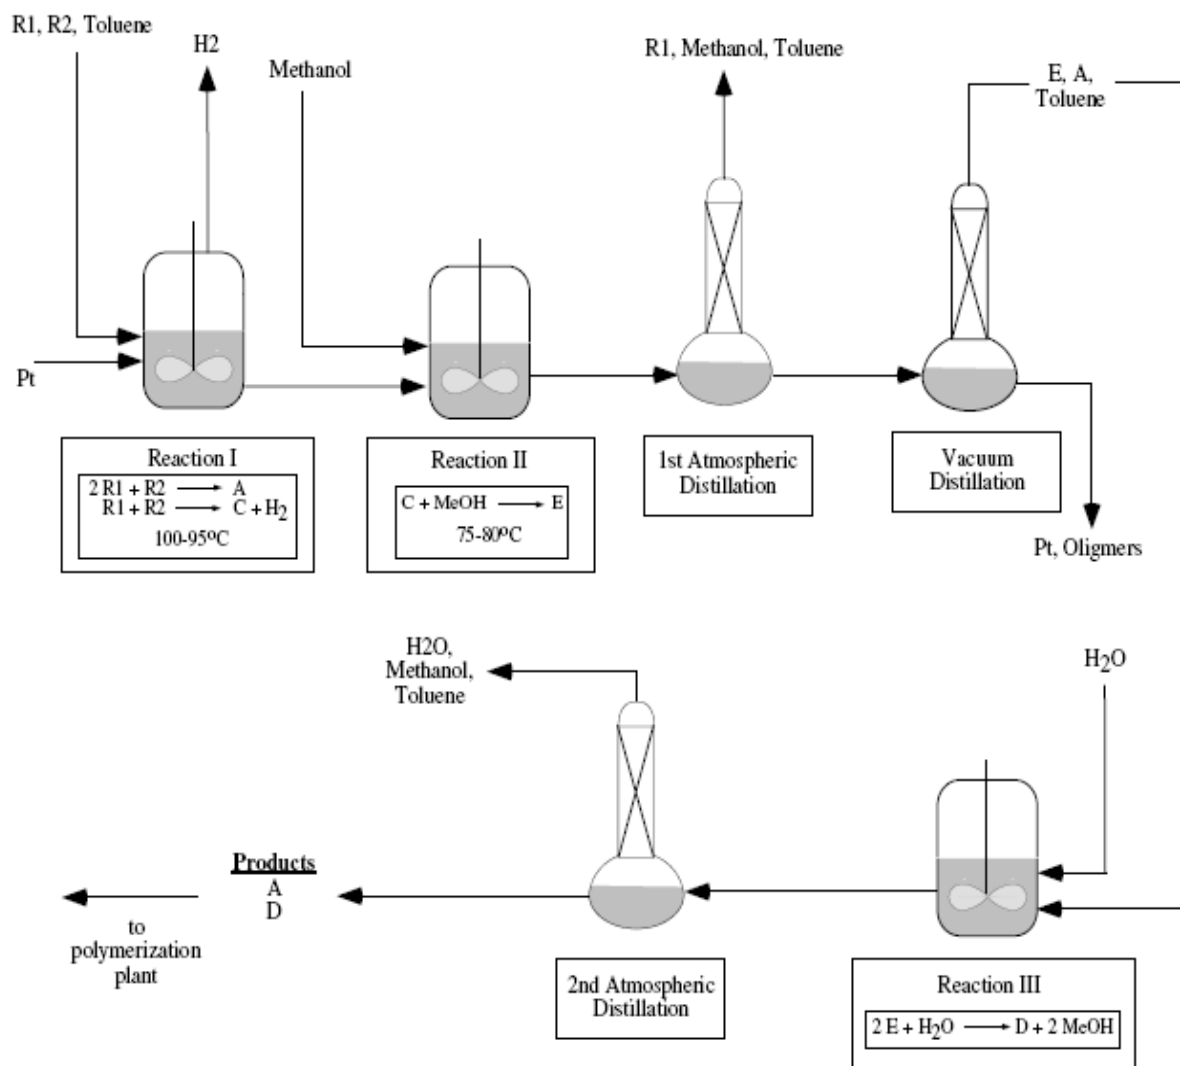 R1, R2, Toluene
H2
Methanol
R1, Methanol, Toluene
E, A,
Toluene
Pt
Reaction I
2 R1 + R2 → A
R1 + R2 → C + H2
100-95ºC
Reaction II
C + MeOH → E
75-80ºC
1st Atmospheric
Distillation
Vacuum
Distillation
Pt, Oligmers
H2O,
Methanol,
Toluene
H2O
Products
A
D
to
polymerization
plant
2nd Atmospheric
Distillation
Reaction III
2 E + H2O → D + 2 MeOH